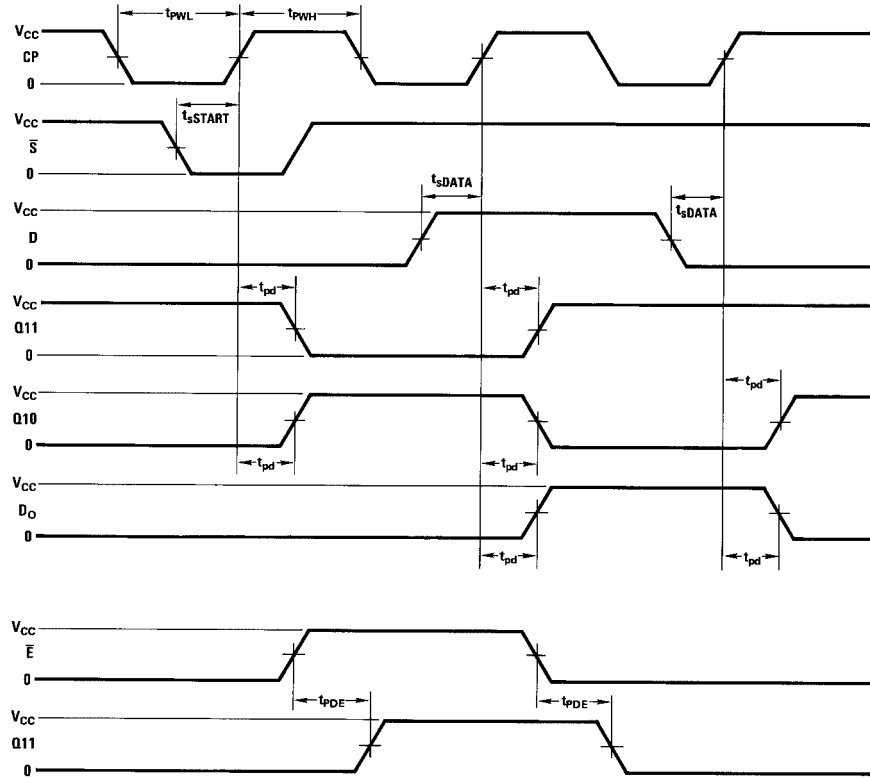 tPWL tPWH
VCC
CP
0
tsSTART
VCC
S̅
0
tsDATA
tsDATA
VCC
D
0
tpd tpd
VCC
Q11
0
tpd
VCC
Q10
0
tpd tpd
VCC
DO
0
tpd tpd
VCC
E̅
0
tPDE tPDE
VCC
Q11
0